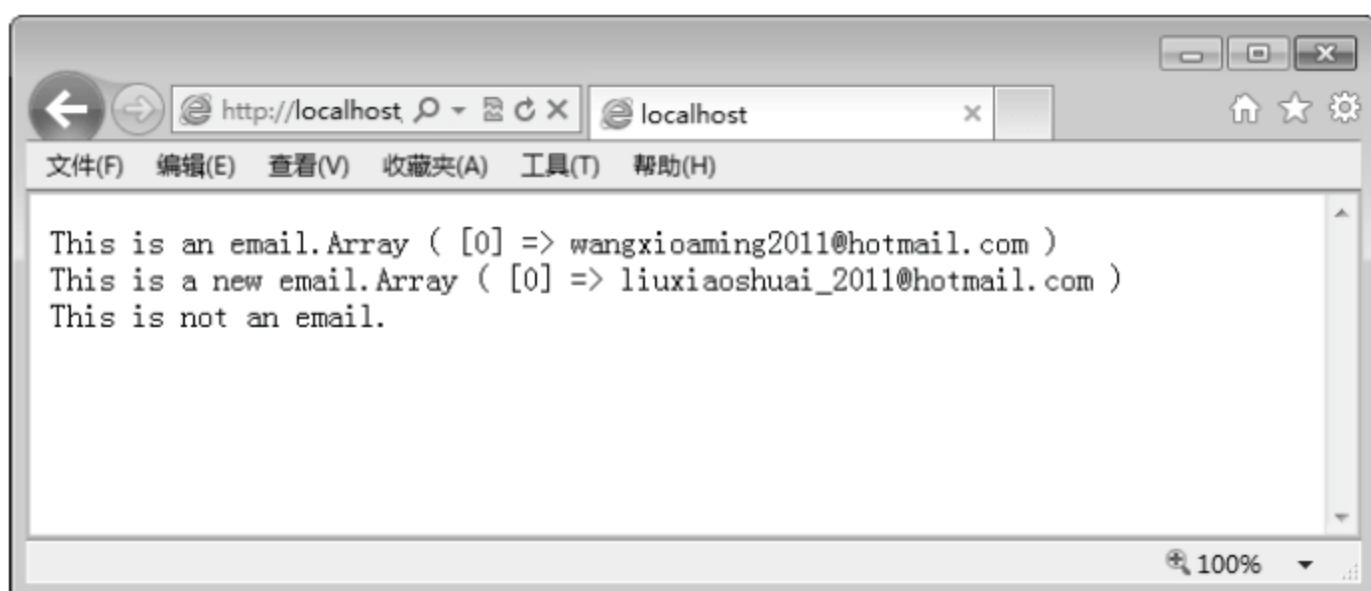 http://localhost
localhost
文件(F) 编辑(E) 查看(V) 收藏夹(A) 工具(T) 帮助(H)
This is an email.Array ( [0] => wangxioaming2011@hotmail.com )
This is a new email.Array ( [0] => liuxiaoshuai_2011@hotmail.com )
This is not an email.
100%